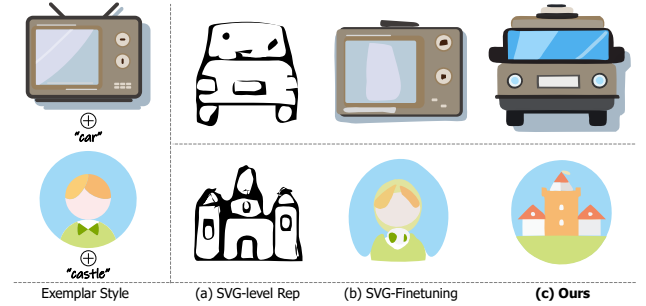 "car"
"castle"
Exemplar Style
(a) SVG-level Rep
(b) SVG-Finetuning
(c) Ours